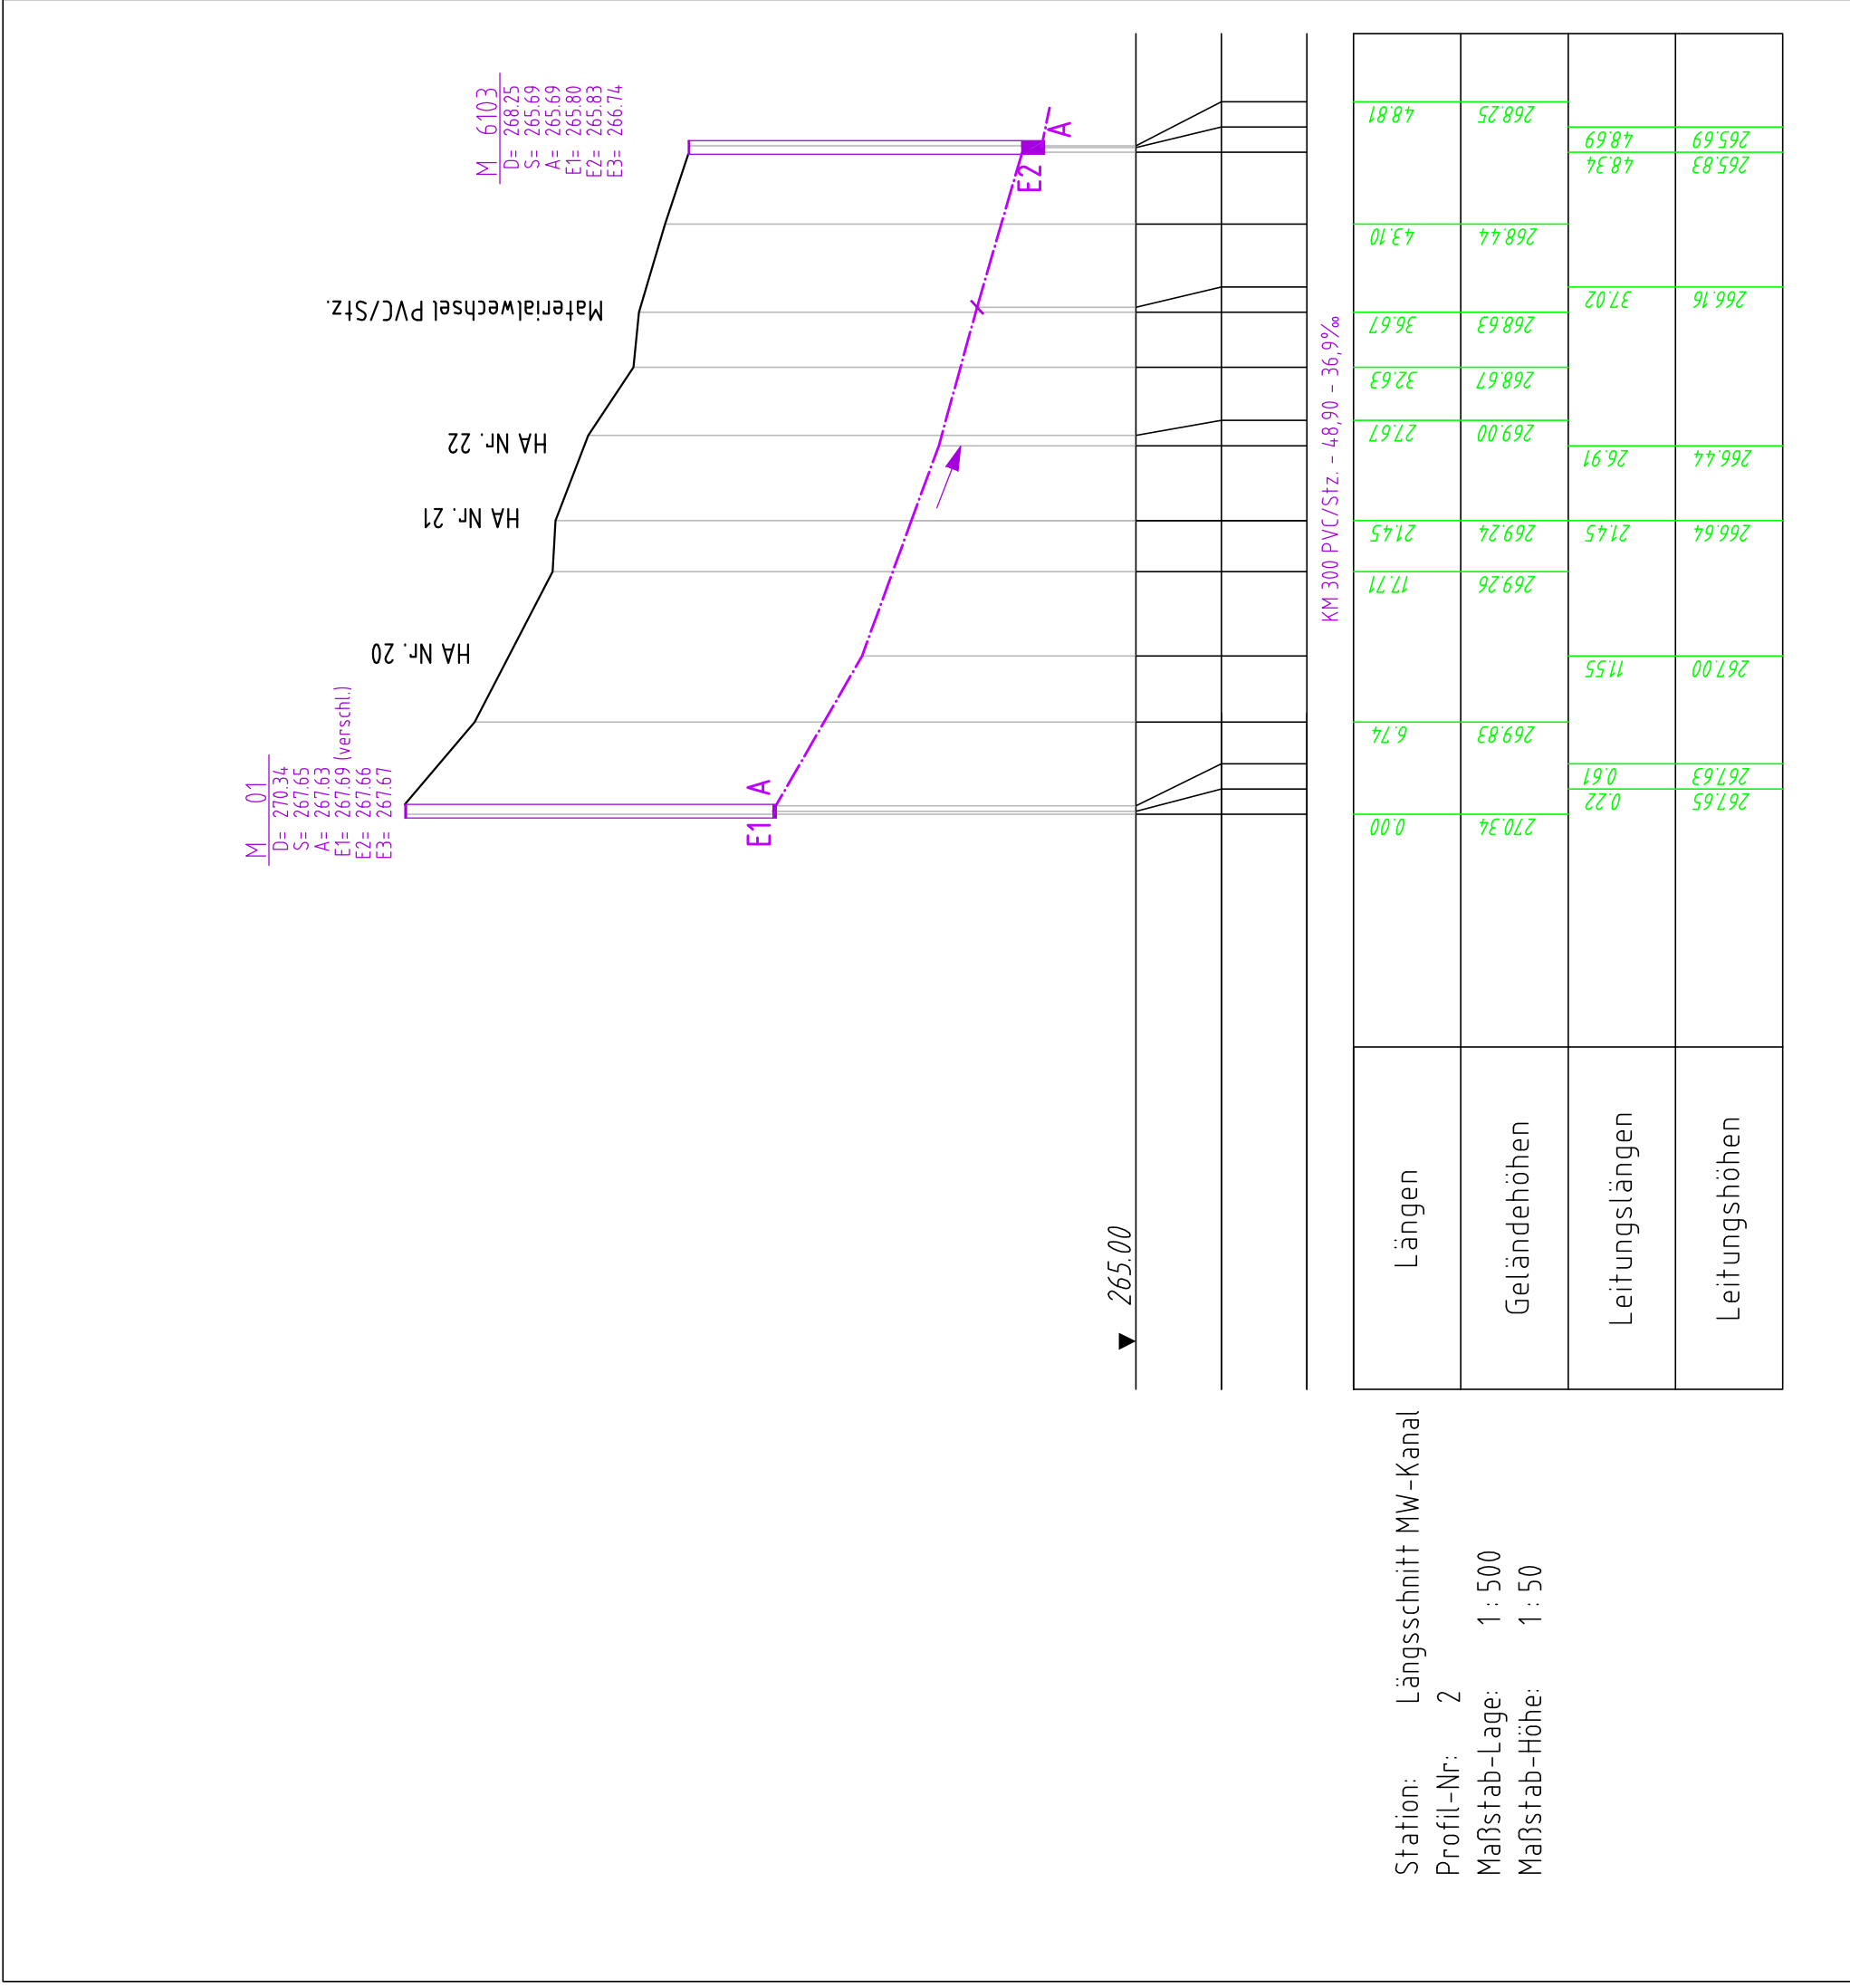 M 01
D= 270.34
S= 267.65
A= 267.63
E1= 267.69 (verschl.)
E2= 267.66
E3= 267.67
M 6103
D= 268.25
S= 265.69
A= 265.69
E1= 265.80
E2= 265.83
E3= 266.74
HA Nr. 20
HA Nr. 21
HA Nr. 22
Materialwechsel PVC/Stz.
E1 A
E2 A
265.00
KM 300 PVC/Stz. - 48,90 - 36,9‰
Längen
0.00 6.74 17.71 21.45 27.67 32.63 36.67 43.10 48.81
Geländehöhen
270.34 269.83 269.26 269.24 269.00 268.67 268.63 268.44 268.25
Leitungslängen
0.22 0.61 11.55 21.45 26.91 37.02 48.34 48.69
Leitungshöhen
267.65 267.63 267.00 266.64 266.44 266.16 265.83 265.69
Station: Längsschnitt MW-Kanal
Profil-Nr: 2
Maßstab-Lage: 1 : 500
Maßstab-Höhe: 1 : 50